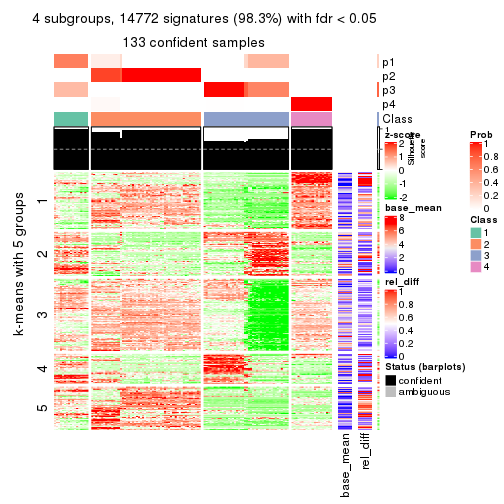 4 subgroups, 14772 signatures (98.3%) with fdr < 0.05
133 confident samples
p1
p2
p3
p4
Class
1
Silhouette
score
k-means with 5 groups
1
2
3
4
5
base_mean
rel_diff
z-score
2
1
0
-1
-2
base_mean
8
6
4
2
0
rel_diff
1
0.8
0.6
0.4
0.2
0
Status (barplots)
confident
ambiguous
Prob
1
0.8
0.6
0.4
0.2
0
Class
1
2
3
4